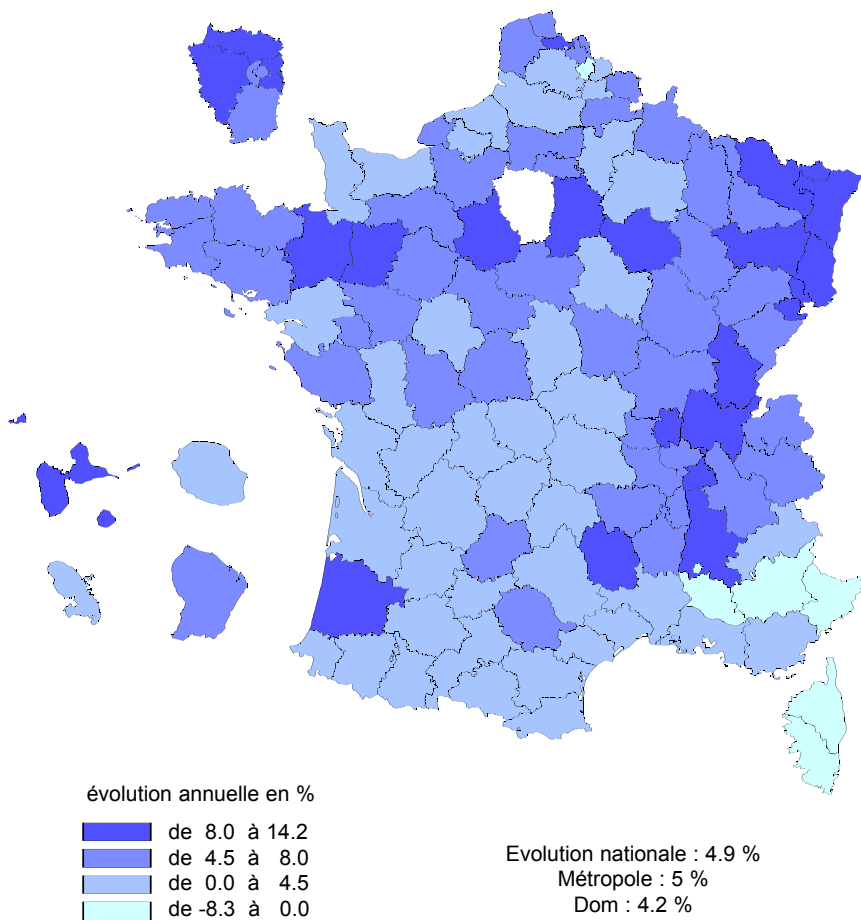 évolution annuelle en %
de 8.0 à 14.2
de 4.5 à 8.0
de 0.0 à 4.5
de -8.3 à 0.0
Evolution nationale : 4.9 %
Métropole : 5 %
Dom : 4.2 %